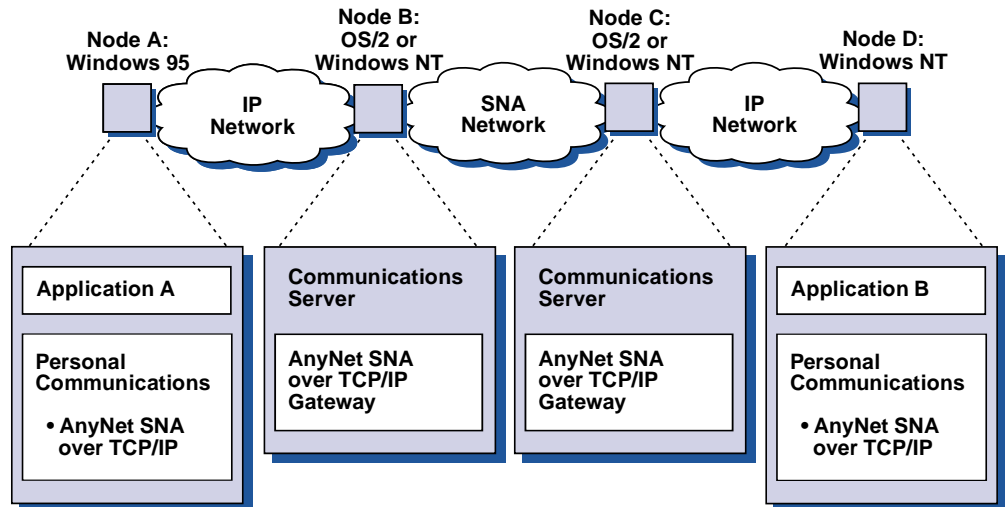 Node A:
Windows 95
Node B:
OS/2 or
Windows NT
Node C:
OS/2 or
Windows NT
Node D:
Windows NT
IP
Network
SNA
Network
IP
Network
Application A
Personal
Communications
• AnyNet SNA
over TCP/IP
Communications
Server
AnyNet SNA
over TCP/IP
Gateway
Communications
Server
AnyNet SNA
over TCP/IP
Gateway
Application B
Personal
Communications
• AnyNet SNA
over TCP/IP